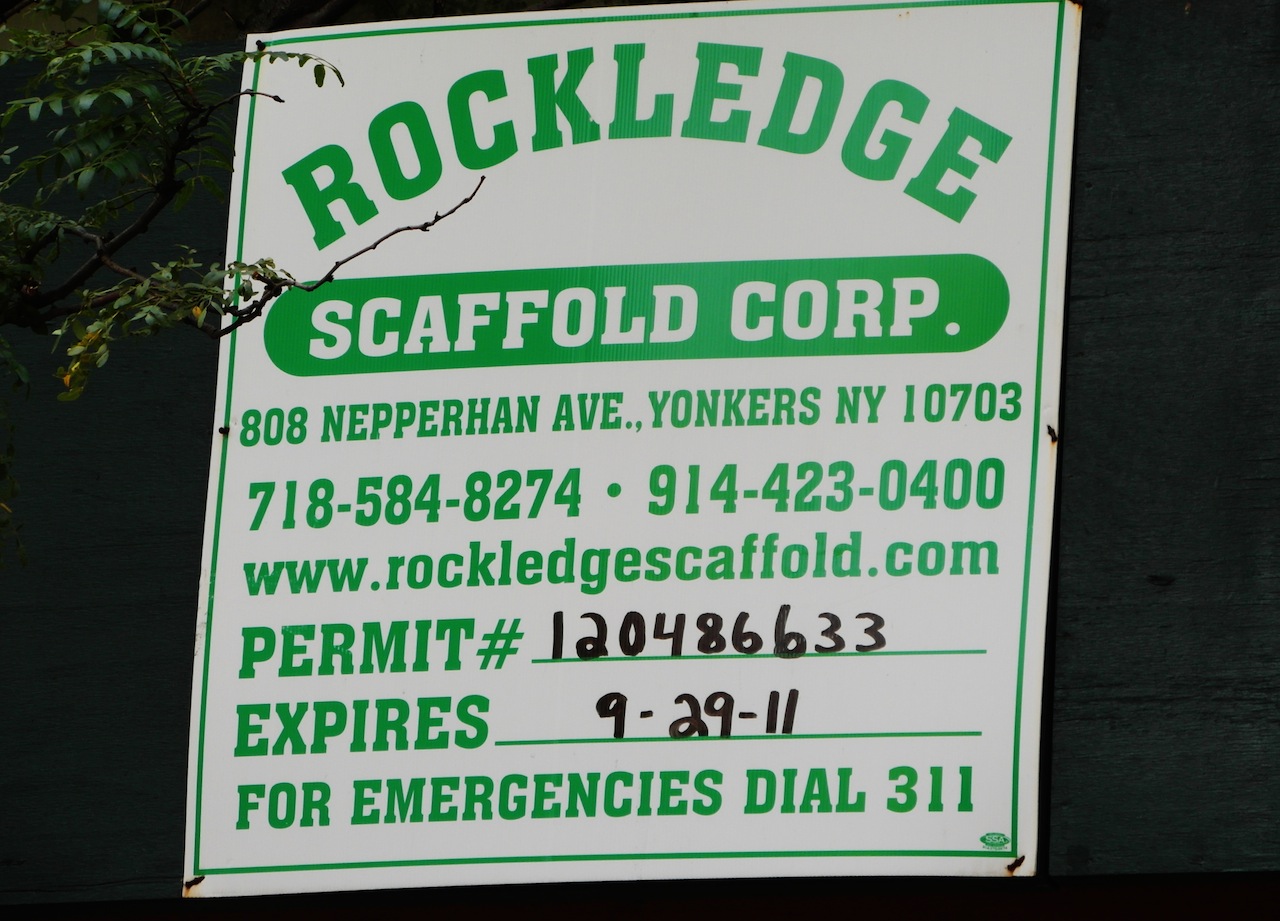 ROCKLEDGE
SCAFFOLD CORP.
808 NEPPERHAN AVE., YONKERS NY 10703
718-584-8274 • 914-423-0400
www.rockledgescaffold.com
PERMIT# 120486633
EXPIRES 9-29-11
FOR EMERGENCIES DIAL 311
SSA